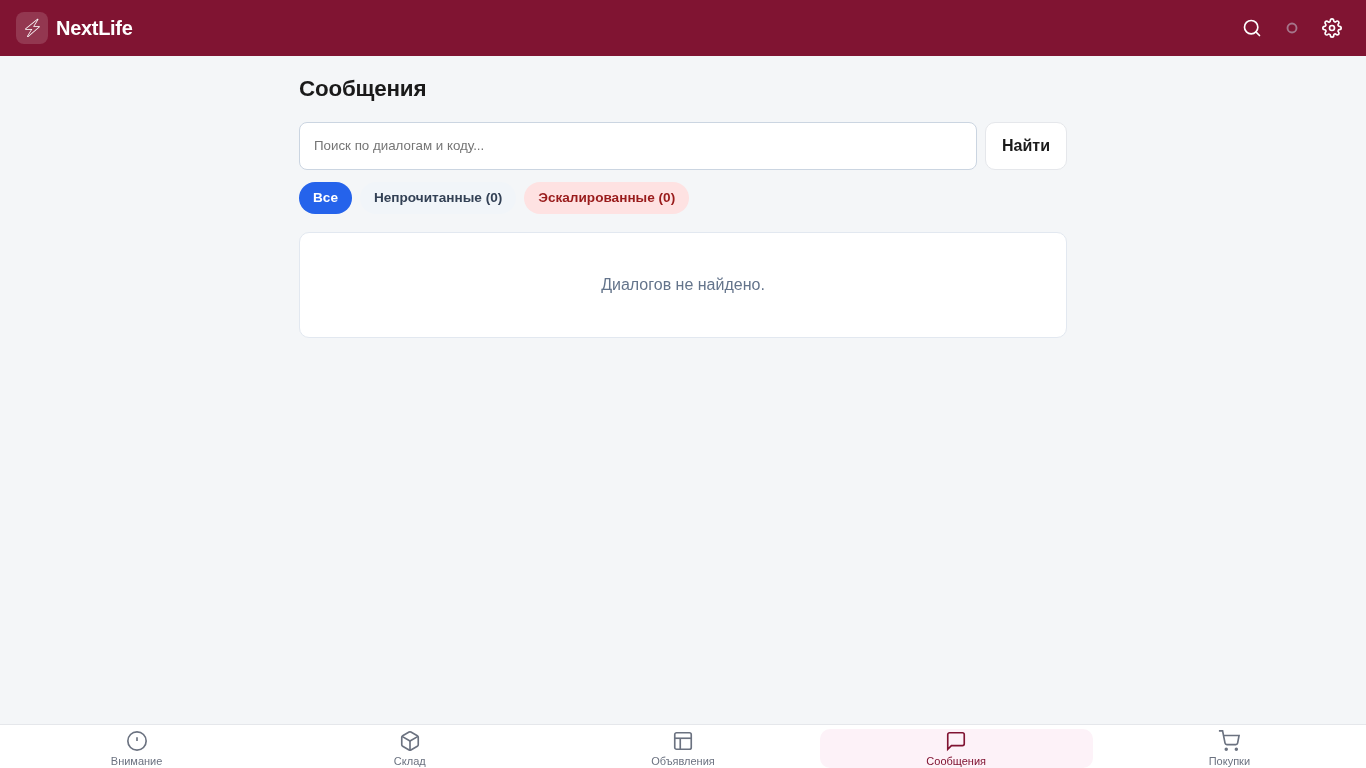 NextLife
Сообщения
Поиск по диалогам и коду...
Найти
Все
Непрочитанные (0)
Эскалированные (0)
Диалогов не найдено.
Внимание
Склад
Объявления
Сообщения
Покупки